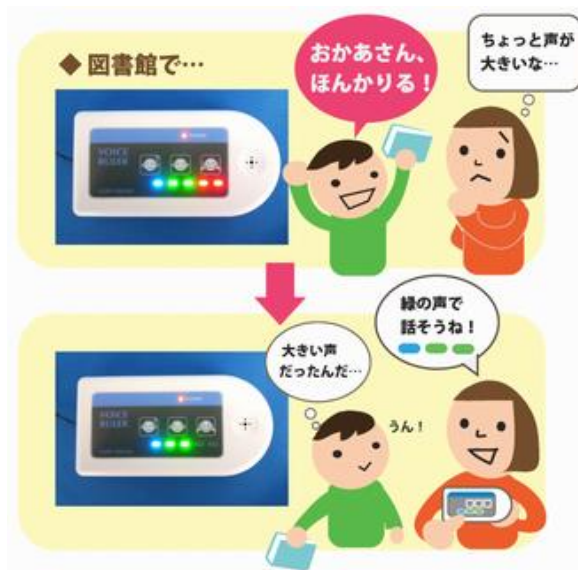 ◆ 図書館で…
おかあさん、
ほんかりる！
ちょっと声が
大きいな…
VOICE
RULER
大きい声
だったんだ…
緑の声で
話そうね！
うん！
VOICE
RULER